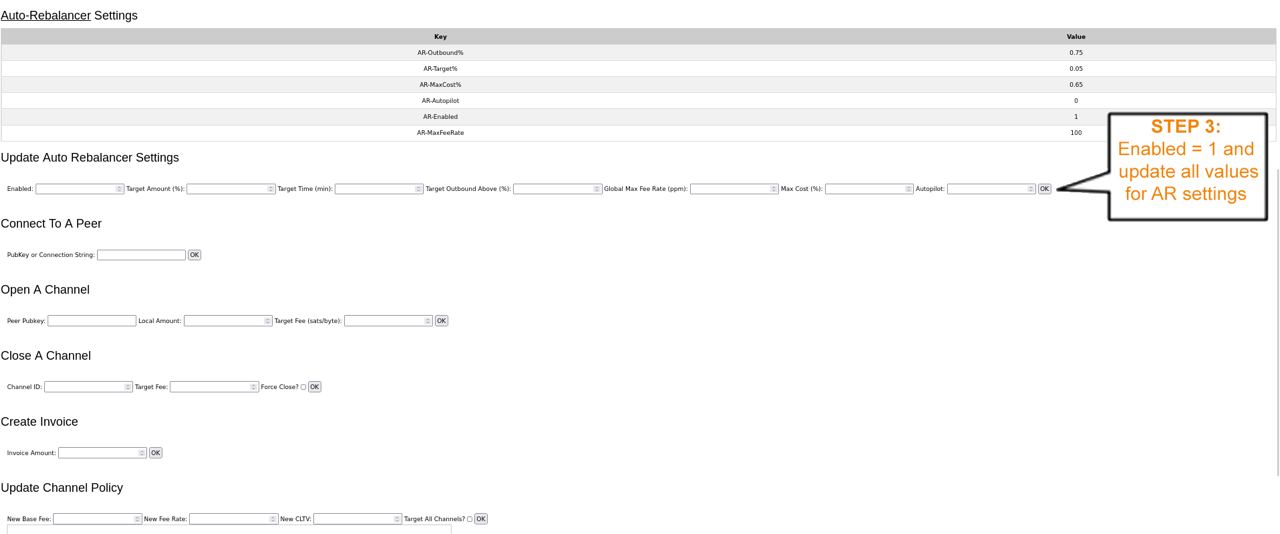 Auto-Rebalancer Settings
Key Value
AR-Outbound% 0.75
AR-Target% 0.05
AR-MaxCost% 0.65
AR-Autopilot 0
AR-Enabled 1
AR-MaxFeeRate 100
STEP 3:
Enabled = 1 and
update all values
for AR settings
Update Auto Rebalancer Settings
Enabled: Target Amount (%): Target Time (min): Target Outbound Above (%): Global Max Fee Rate (ppm): Max Cost (%): Autopilot: OK
Connect To A Peer
PubKey or Connection String: OK
Open A Channel
Peer Pubkey: Local Amount: Target Fee (sats/byte): OK
Close A Channel
Channel ID: Target Fee: Force Close? OK
Create Invoice
Invoice Amount: OK
Update Channel Policy
New Base Fee: New Fee Rate: New CLTV: Target All Channels? OK